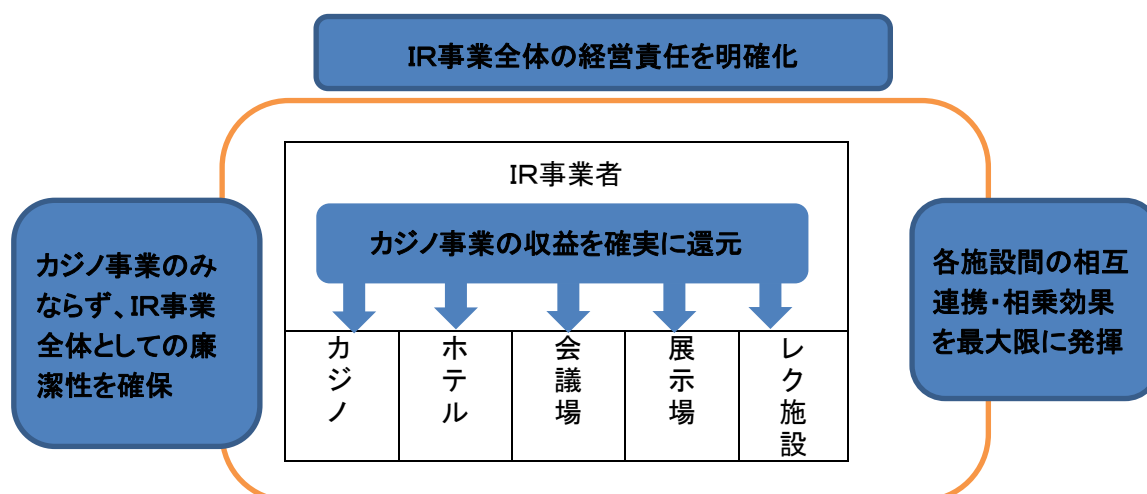 IR事業全体の経営責任を明確化
IR事業者
カジノ事業の収益を確実に還元
カジノ事業のみ
ならず、IR事業
全体としての廉
潔性を確保
各施設間の相互
連携・相乗効果
を最大限に発揮
カジノ
ホテル
会議場
展示場
レク施設